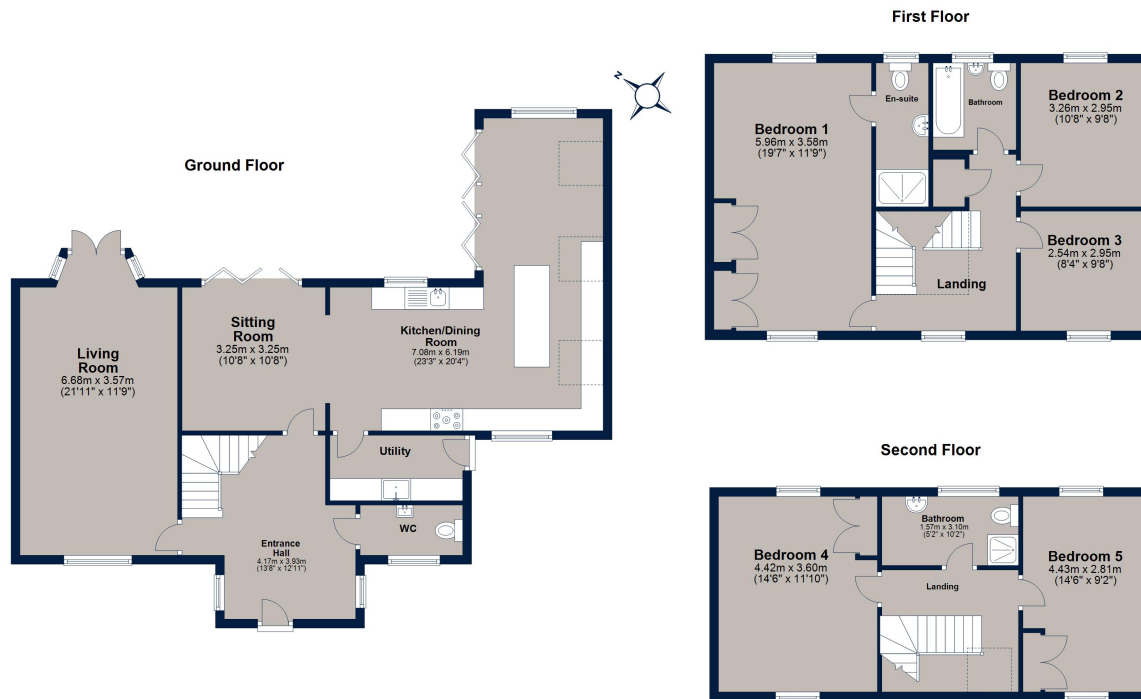 First Floor
N
Ground Floor
Bedroom 1
5.96m x 3.58m
(19'7" x 11'9")
En-suite
Bathroom
Bedroom 2
3.26m x 2.95m
(10'8" x 9'8")
Bedroom 3
2.54m x 2.95m
(8'4" x 9'8")
Landing
Living
Room
6.68m x 3.57m
(21'11" x 11'9")
Sitting
Room
3.25m x 3.25m
(10'8" x 10'8")
Kitchen/Dining
Room
7.08m x 6.19m
(23'3" x 20'4")
Utility
WC
Entrance
Hall
4.17m x 3.93m
(13'8" x 12'11")
Second Floor
Bedroom 4
4.42m x 3.60m
(14'6" x 11'10")
Bathroom
1.57m x 3.10m
(5'2" x 10'2")
Landing
Bedroom 5
4.43m x 2.81m
(14'6" x 9'2")